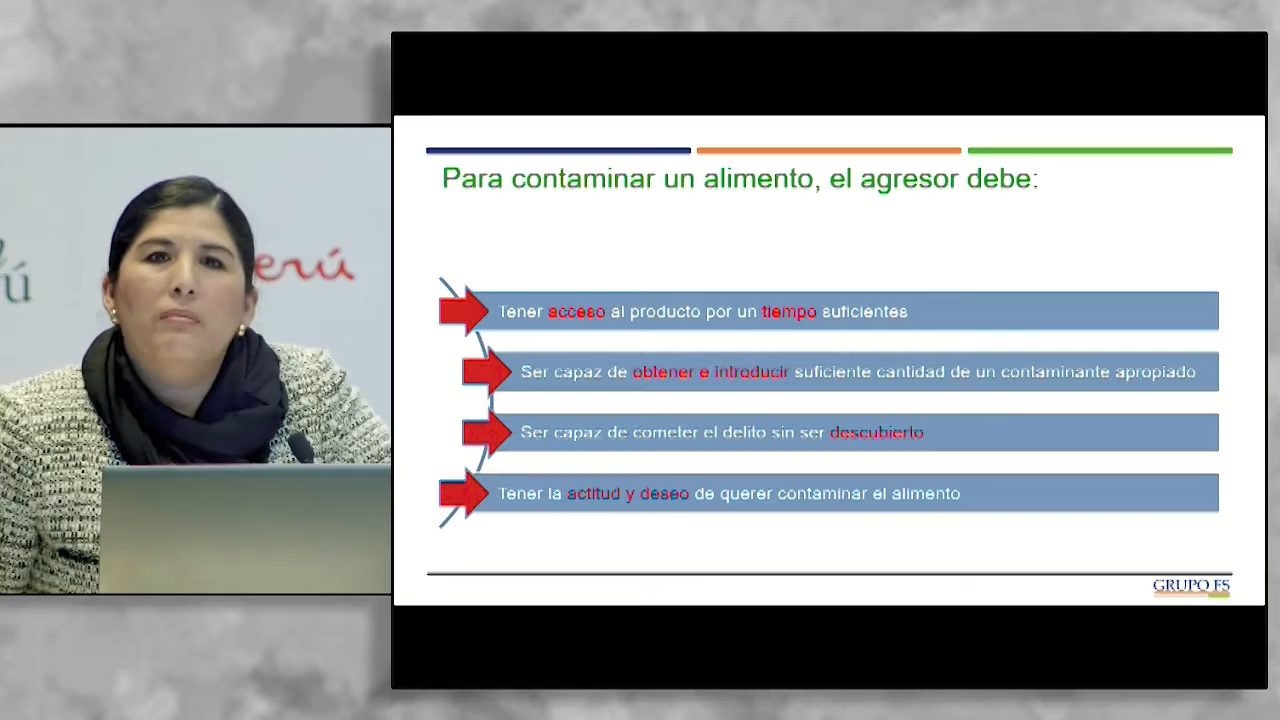 ú
erú
Para contaminar un alimento, el agresor debe:
Tener acceso al producto por un tiempo suficientes
Ser capaz de obtener e introducir suficiente cantidad de un contaminante apropiado
Ser capaz de cometer el delito sin ser descubierto
Tener la actitud y deseo de querer contaminar el alimento
GRUPO FS